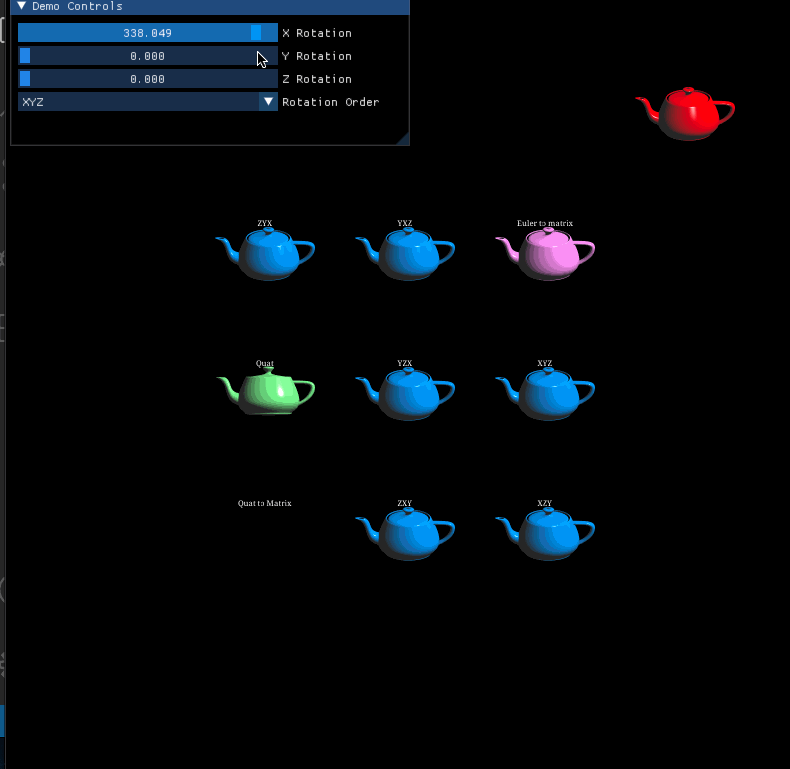 Demo Controls
338.049 X Rotation
0.000 Y Rotation
0.000 Z Rotation
XYZ Rotation Order
ZYX YXZ Euler to matrix
Quat YZX XYZ
Quat to Matrix ZXY XZY